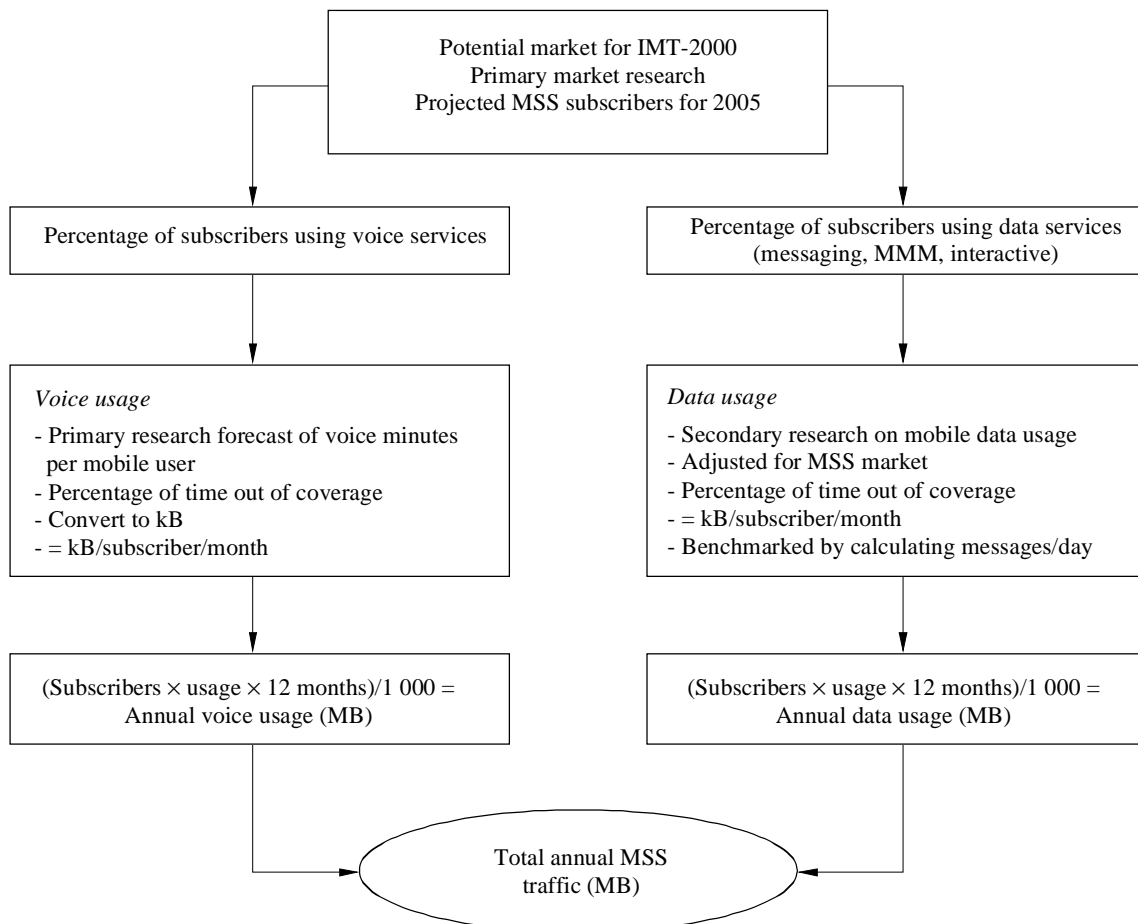 Potential market for IMT-2000
Primary market research
Projected MSS subscribers for 2005
Percentage of subscribers using voice services
Percentage of subscribers using data services
(messaging, MMM, interactive)
Voice usage
- Primary research forecast of voice minutes
per mobile user
- Percentage of time out of coverage
- Convert to kB
- = kB/subscriber/month
Data usage
- Secondary research on mobile data usage
- Adjusted for MSS market
- Percentage of time out of coverage
- = kB/subscriber/month
- Benchmarked by calculating messages/day
(Subscribers × usage × 12 months)/1 000 =
Annual voice usage (MB)
(Subscribers × usage × 12 months)/1 000 =
Annual data usage (MB)
Total annual MSS
traffic (MB)